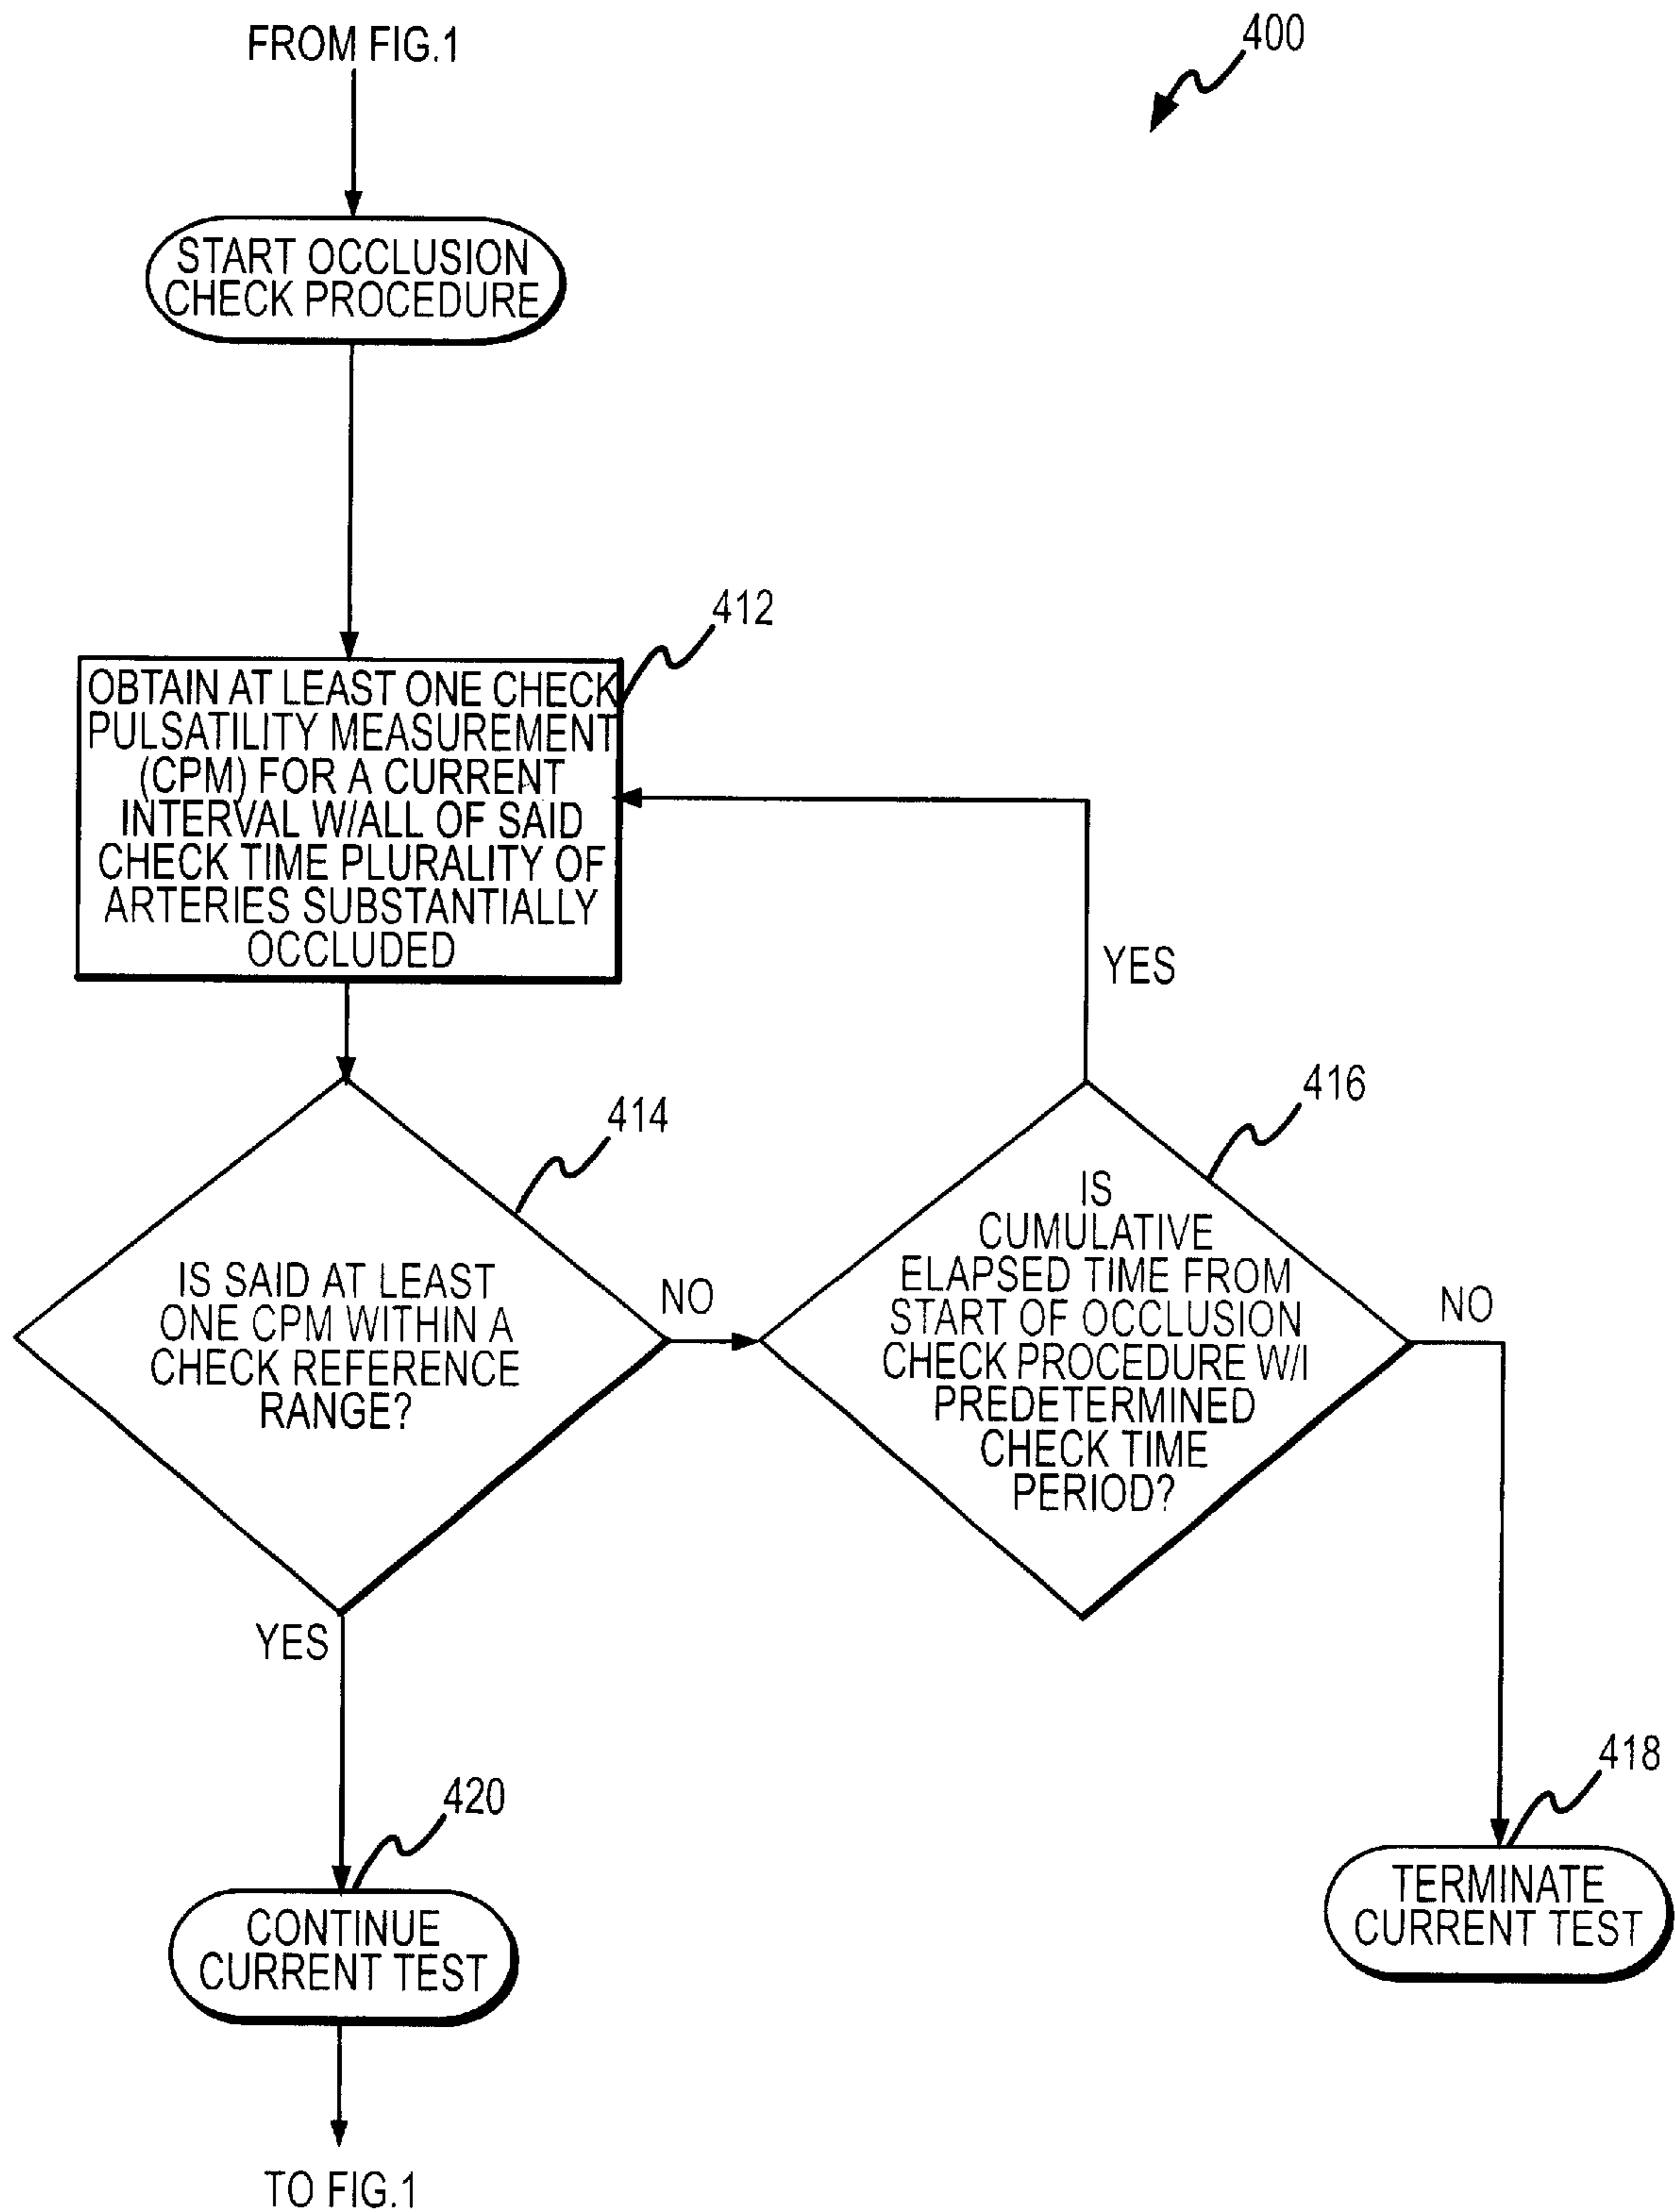 FROM FIG.1
400
START OCCLUSION
CHECK PROCEDURE
412
OBTAIN AT LEAST ONE CHECK
PULSATILITY MEASUREMENT
(CPM) FOR A CURRENT
INTERVAL W/ALL OF SAID
CHECK TIME PLURALITY OF
ARTERIES SUBSTANTIALLY
OCCLUDED
YES
414
IS SAID AT LEAST
ONE CPM WITHIN A
CHECK REFERENCE
RANGE?
NO
416
IS
CUMULATIVE
ELAPSED TIME FROM
START OF OCCLUSION
CHECK PROCEDURE W/I
PREDETERMINED
CHECK TIME
PERIOD?
NO
YES
420
CONTINUE
CURRENT TEST
418
TERMINATE
CURRENT TEST
TO FIG.1